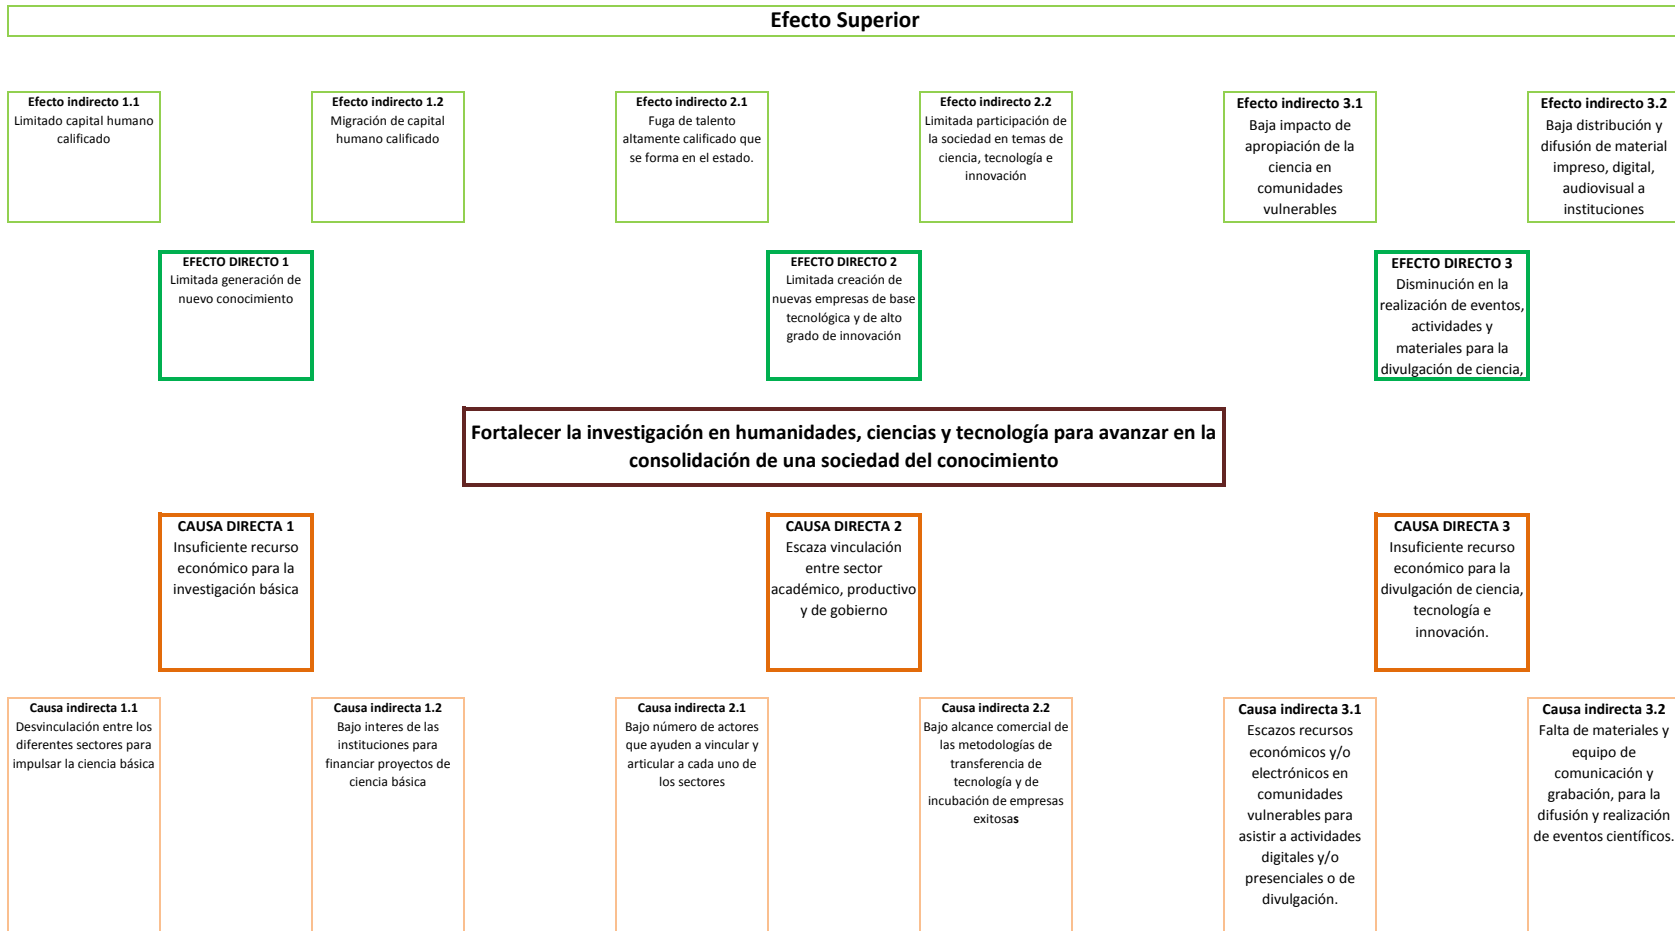 Efecto Superior
Efecto indirecto 1.1
Limitado capital humano
calificado
Efecto indirecto 1.2
Migración de capital
humano calificado
Efecto indirecto 2.1
Fuga de talento
altamente calificado que
se forma en el estado.
Efecto indirecto 2.2
Limitada participación de
la sociedad en temas de
ciencia, tecnología e
innovación
Efecto indirecto 3.1
Baja impacto de
apropiación de la
ciencia en
comunidades
vulnerables
Efecto indirecto 3.2
Baja distribución y
difusión de material
impreso, digital,
audiovisual a
instituciones
EFECTO DIRECTO 1
Limitada generación de
nuevo conocimiento
EFECTO DIRECTO 2
Limitada creación de
nuevas empresas de base
tecnológica y de alto
grado de innovación
EFECTO DIRECTO 3
Disminución en la
realización de eventos,
actividades y
materiales para la
divulgación de ciencia,
Fortalecer la investigación en humanidades, ciencias y tecnología para avanzar en la
consolidación de una sociedad del conocimiento
CAUSA DIRECTA 1
Insuficiente recurso
económico para la
investigación básica
CAUSA DIRECTA 2
Escaza vinculación
entre sector
académico, productivo
y de gobierno
CAUSA DIRECTA 3
Insuficiente recurso
económico para la
divulgación de ciencia,
tecnología e
innovación.
Causa indirecta 1.1
Desvinculación entre los
diferentes sectores para
impulsar la ciencia básica
Causa indirecta 1.2
Bajo interes de las
instituciones para
financiar proyectos de
ciencia básica
Causa indirecta 2.1
Bajo número de actores
que ayuden a vincular y
articular a cada uno de
los sectores
Causa indirecta 2.2
Bajo alcance comercial de
las metodologías de
transferencia de
tecnología y de
incubación de empresas
exitosas
Causa indirecta 3.1
Escazos recursos
económicos y/o
electrónicos en
comunidades
vulnerables para
asistir a actividades
digitales y/o
presenciales o de
divulgación.
Causa indirecta 3.2
Falta de materiales y
equipo de
comunicación y
grabación, para la
difusión y realización
de eventos científicos.